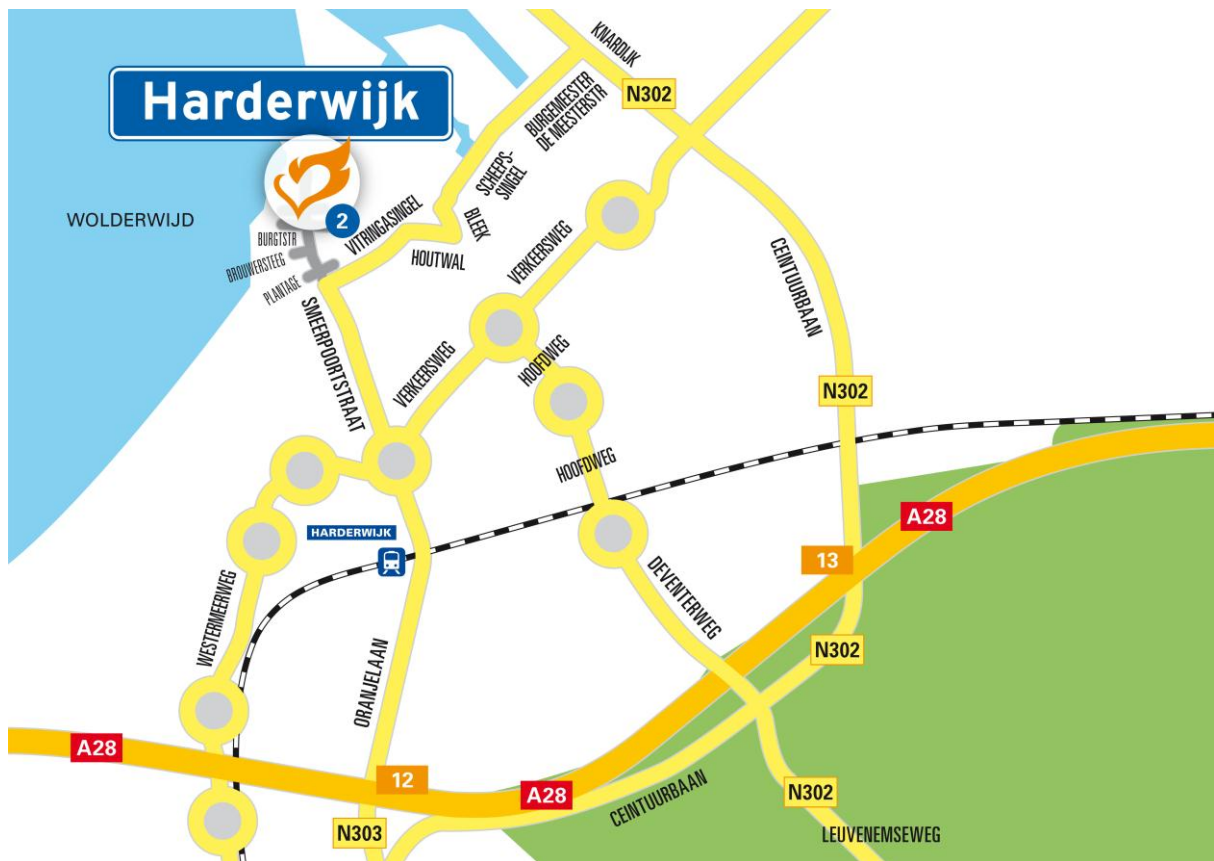 KNARDIJK
Harderwijk
N302
BURGEMEESTER
DE MEESTERSTR
SCHEEPS-
SINGEL
WOLDERWIJD
2
VITRINGASINGEL
BLEEK
BURGTSTR
BROUWERSTEEG
PLANTAGE
HOUTWAL
VERKEERSWEG
CEINTUURBAAN
SMEERPOORTSTRAAT
VERKEERSWEG
HOOFDWEG
N302
HOOFDWEG
A28
HARDERWIJK
13
WESTERMEERWEG
DEVENTERWEG
N302
ORANJELAAN
A28
12
A28
CEINTUURBAAN
N302
N303
LEUVENEMSEWEG